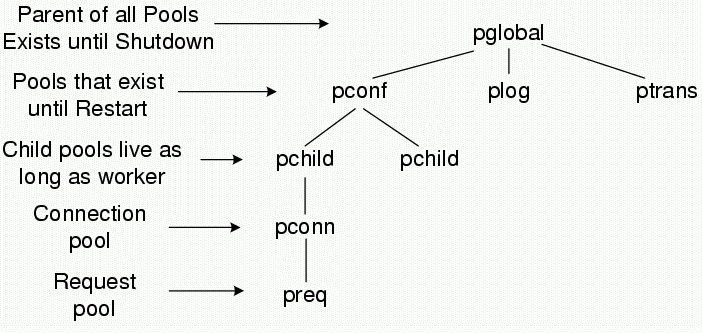 Parent of all Pools
Exists until Shutdown
pglobal
Pools that exist
until Restart
pconf
plog
ptrans
Child pools live as
long as worker
pchild
pchild
Connection
pool
pconn
Request
pool
preq